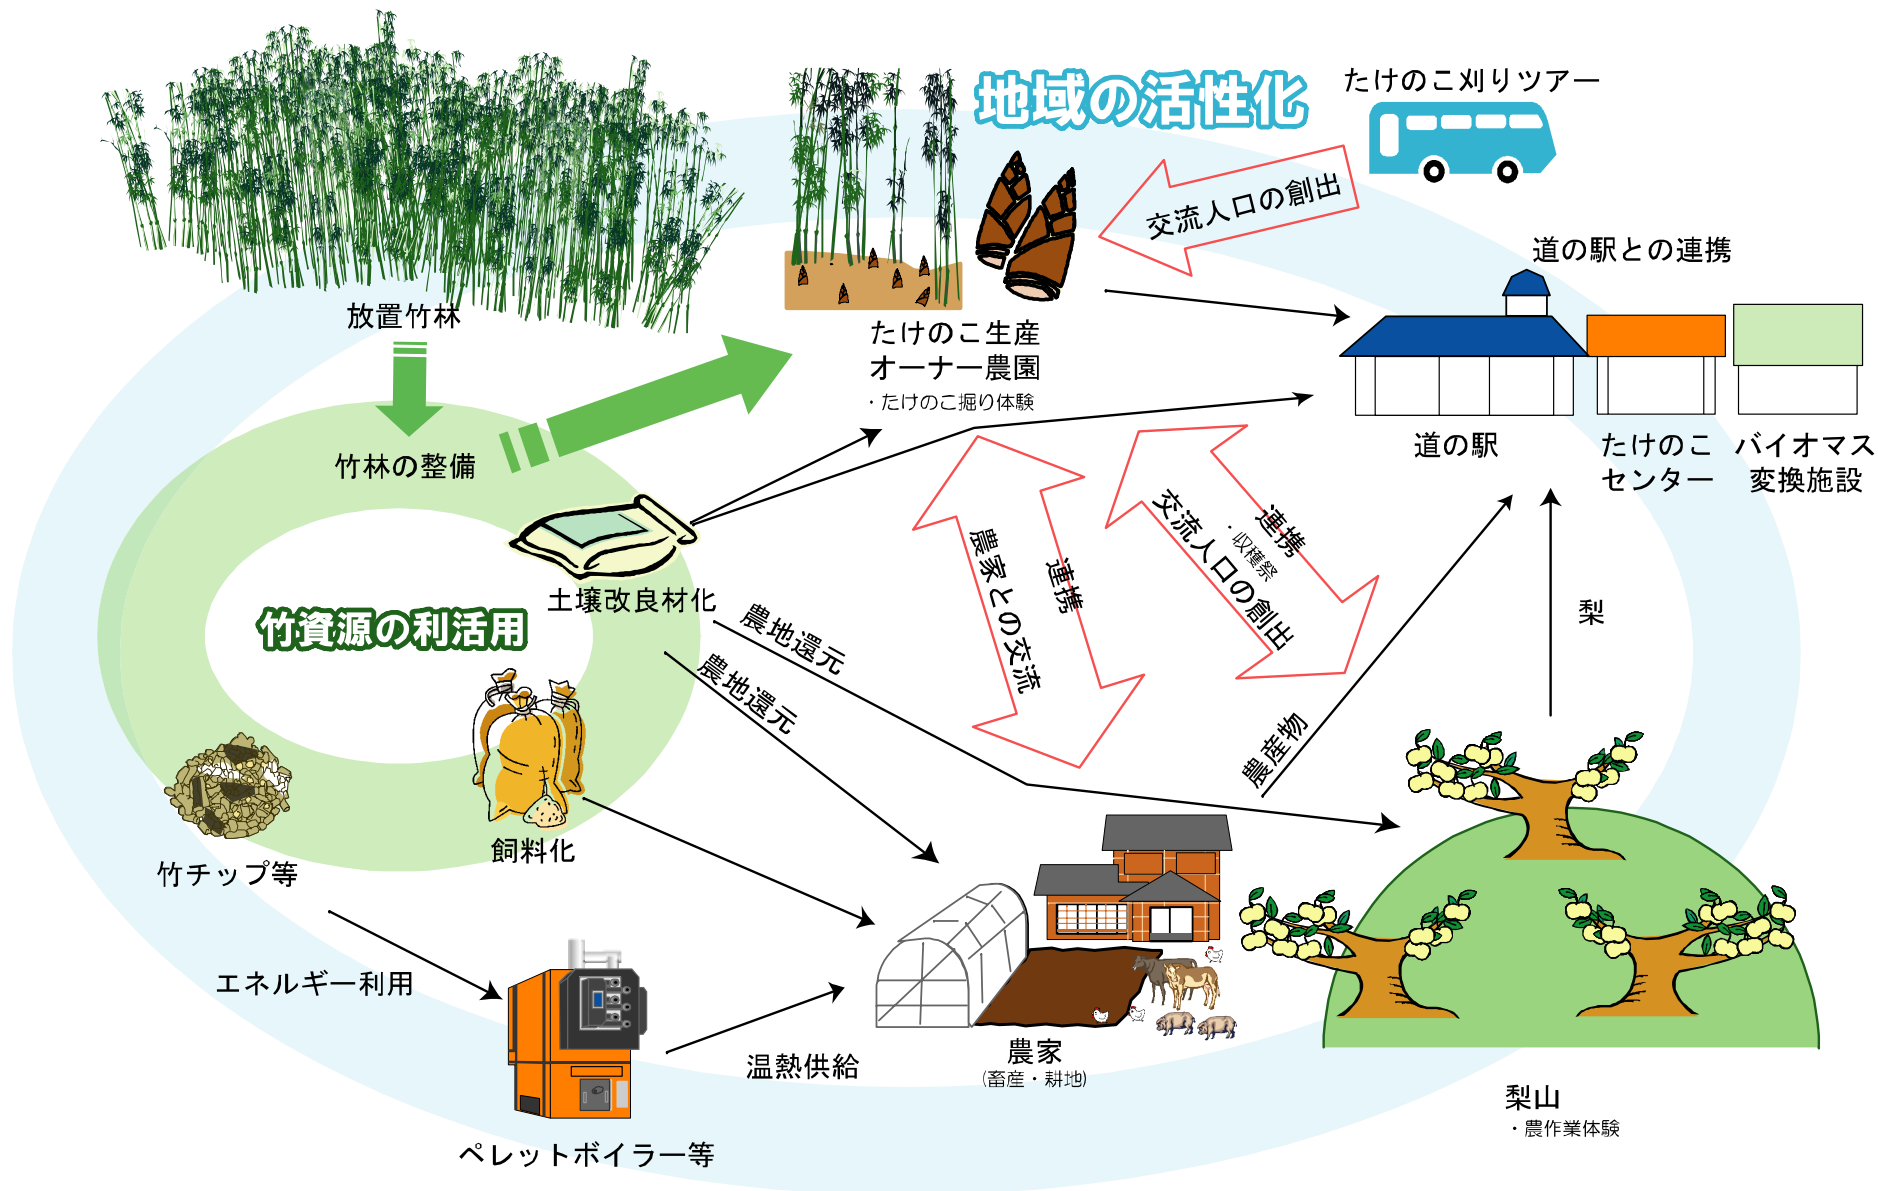 地域の活性化
たけのこ刈りツアー
交流人口の創出
道の駅との連携
放置竹林
たけのこ生産
オーナー農園
・たけのこ掘り体験
竹林の整備
道の駅
たけのこ
センター
バイオマス
変換施設
土壌改良材化
竹資源の利活用
農地還元
農地還元
連携
農家との交流
連携
・収穫祭
交流人口の創出
梨
農産物
飼料化
竹チップ等
エネルギー利用
温熱供給
農家
(畜産・耕地)
梨山
・農作業体験
ペレットボイラー等